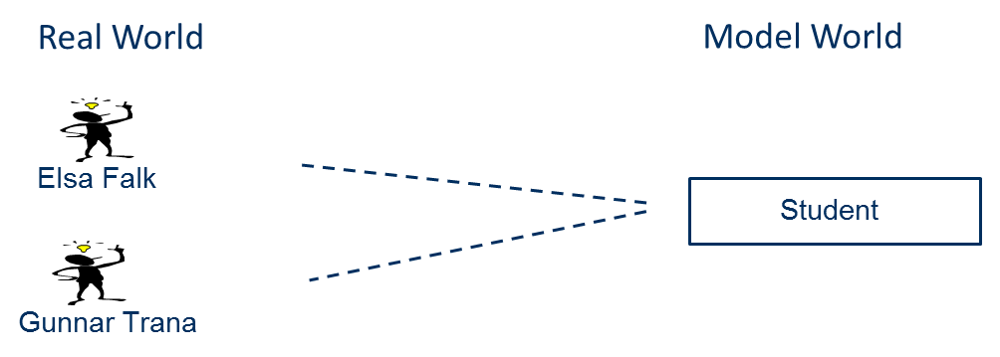 Real World
Model World
Elsa Falk
Student
Gunnar Trana